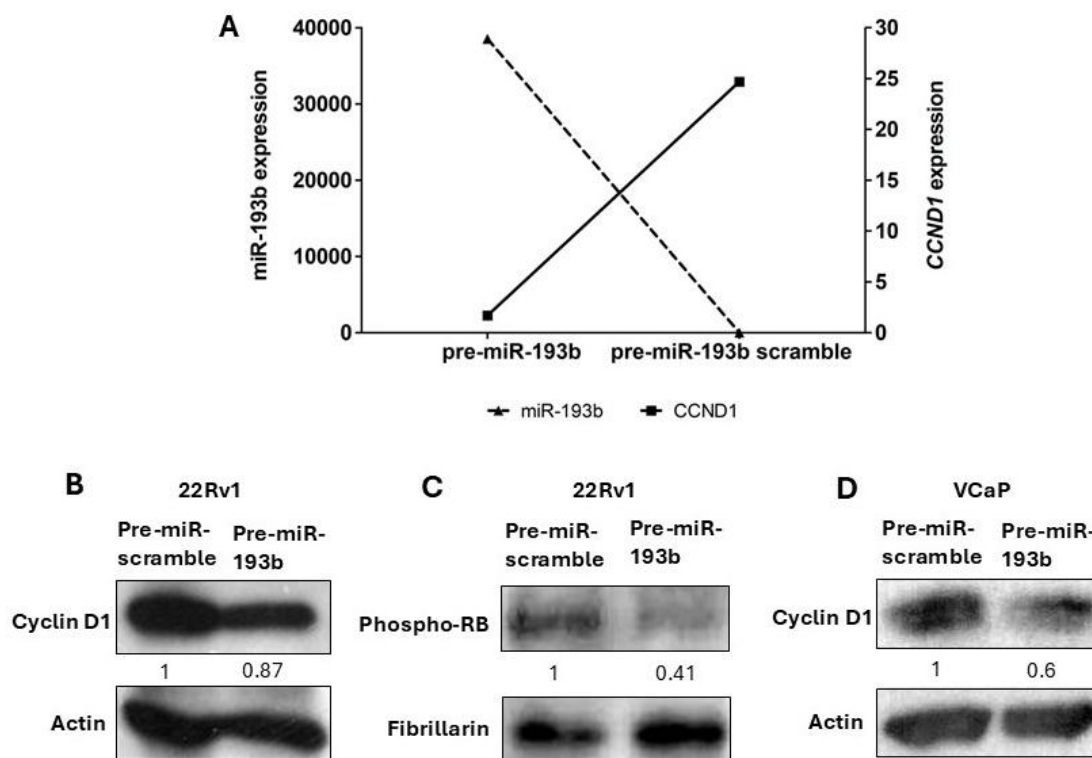 A
40000
30000
20000
10000
0
miR-193b expression
30
25
20
15
10
5
0
CCND1 expression
pre-miR-193b pre-miR-193b scramble
miR-193b CCND1
B
22Rv1
Pre-miR-
scramble
Pre-miR-
193b
Cyclin D1
1 0.87
Actin
C
22Rv1
Pre-miR-
scramble
Pre-miR-
193b
Phospho-RB
1 0.41
Fibrillarin
D
VCaP
Pre-miR-
scramble
Pre-miR-
193b
Cyclin D1
1 0.6
Actin